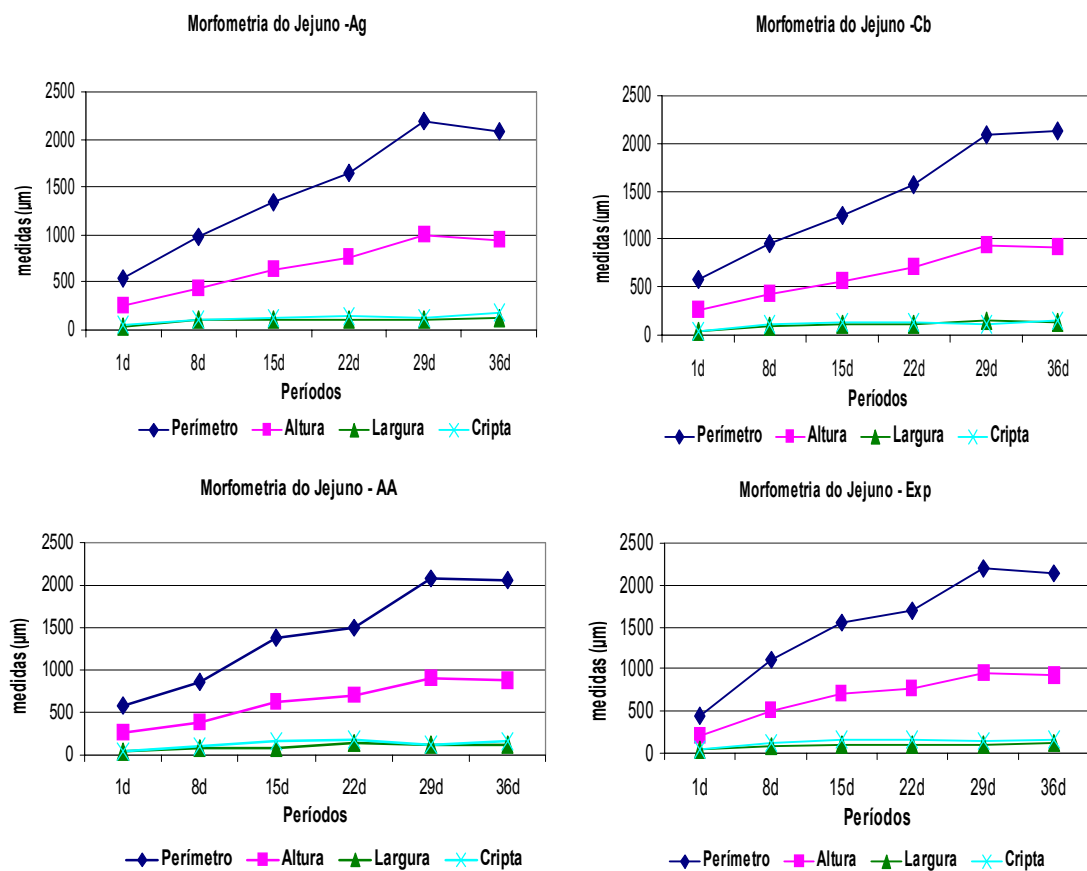 Morfometria do Jejuno -Ag
2500
2000
1500
1000
500
0
medidas (µm)
1d 8d 15d 22d 29d 36d
Períodos
Perímetro Altura Largura Cripta
Morfometria do Jejuno -Cb
2500
2000
1500
1000
500
0
medidas (µm)
1d 8d 15d 22d 29d 36d
Períodos
Perímetro Altura Largura Cripta
Morfometria do Jejuno - AA
2500
2000
1500
1000
500
0
medidas (µm)
1d 8d 15d 22d 29d 36d
Períodos
Perímetro Altura Largura Cripta
Morfometria do Jejuno - Exp
2500
2000
1500
1000
500
0
medidas (µm)
1d 8d 15d 22d 29d 36d
Períodos
Perímetro Altura Largura Cripta